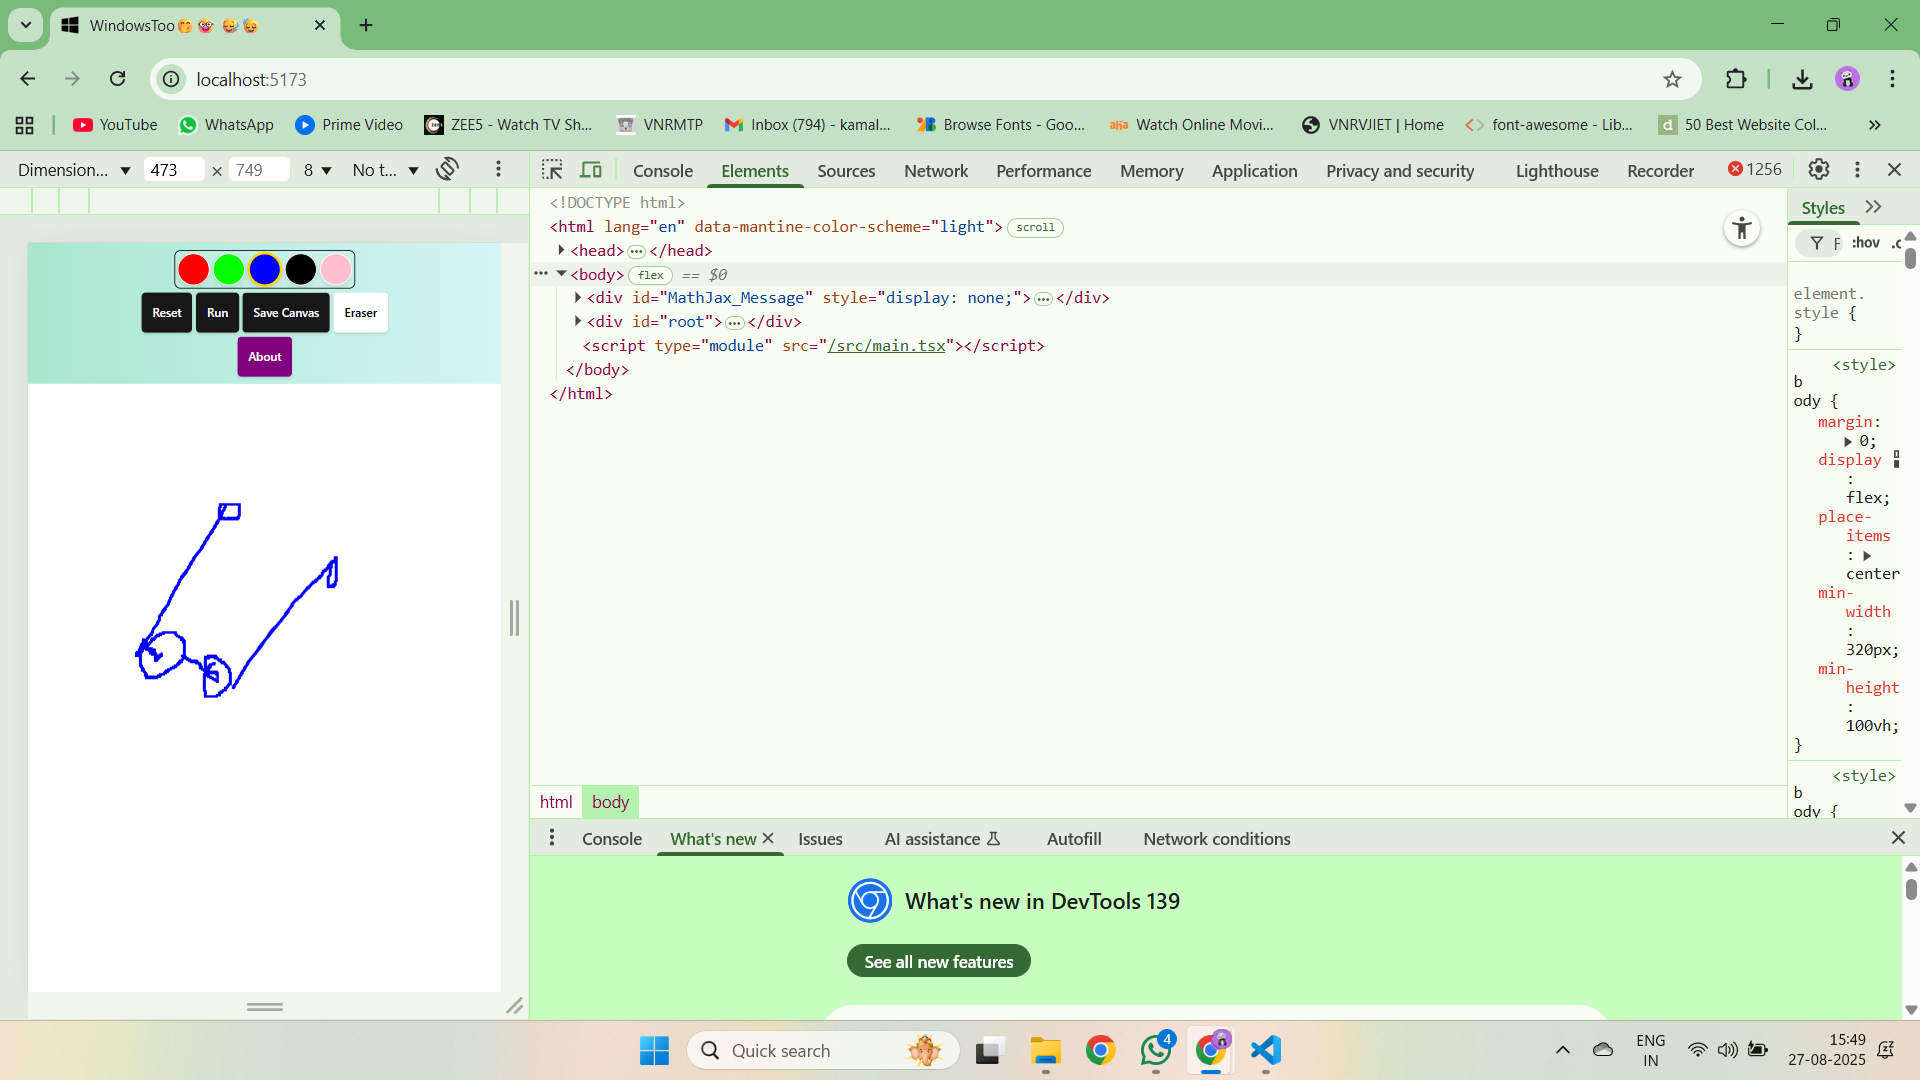 WindowsToo🤭 🤓 😅 🙋
localhost:5173
YouTube
WhatsApp
Prime Video
ZEE5 - Watch TV Sh...
VNRMTP
Inbox (794) - kamal...
Browse Fonts - Goo...
aha Watch Online Movi...
VNRVJIET | Home
font-awesome - Lib...
d 50 Best Website Col...
»
Dimension... 473 × 749 8 No t...
Console Elements Sources Network Performance Memory Application Privacy and security Lighthouse Recorder 1256
Reset Run Save Canvas Eraser
About
<!DOCTYPE html>
<html lang="en" data-mantine-color-scheme="light"> scroll
<head> ⋯ </head>
⋯ <body> flex == $0
<div id="MathJax_Message" style="display: none;"> ⋯ </div>
<div id="root"> ⋯ </div>
<script type="module" src="/src/main.tsx"></script>
</body>
</html>
Styles »
F :hov .c
element.
style {
}
<style>
b
ody {
margin:
0;
display
:
flex;
place-
items
:
center
min-
width
:
320px;
min-
height
:
100vh;
}
<style>
b
ody {
html body
Console What's new Issues AI assistance Autofill Network conditions
What's new in DevTools 139
See all new features
Quick search
4
ENG
IN
15:49
27-08-2025